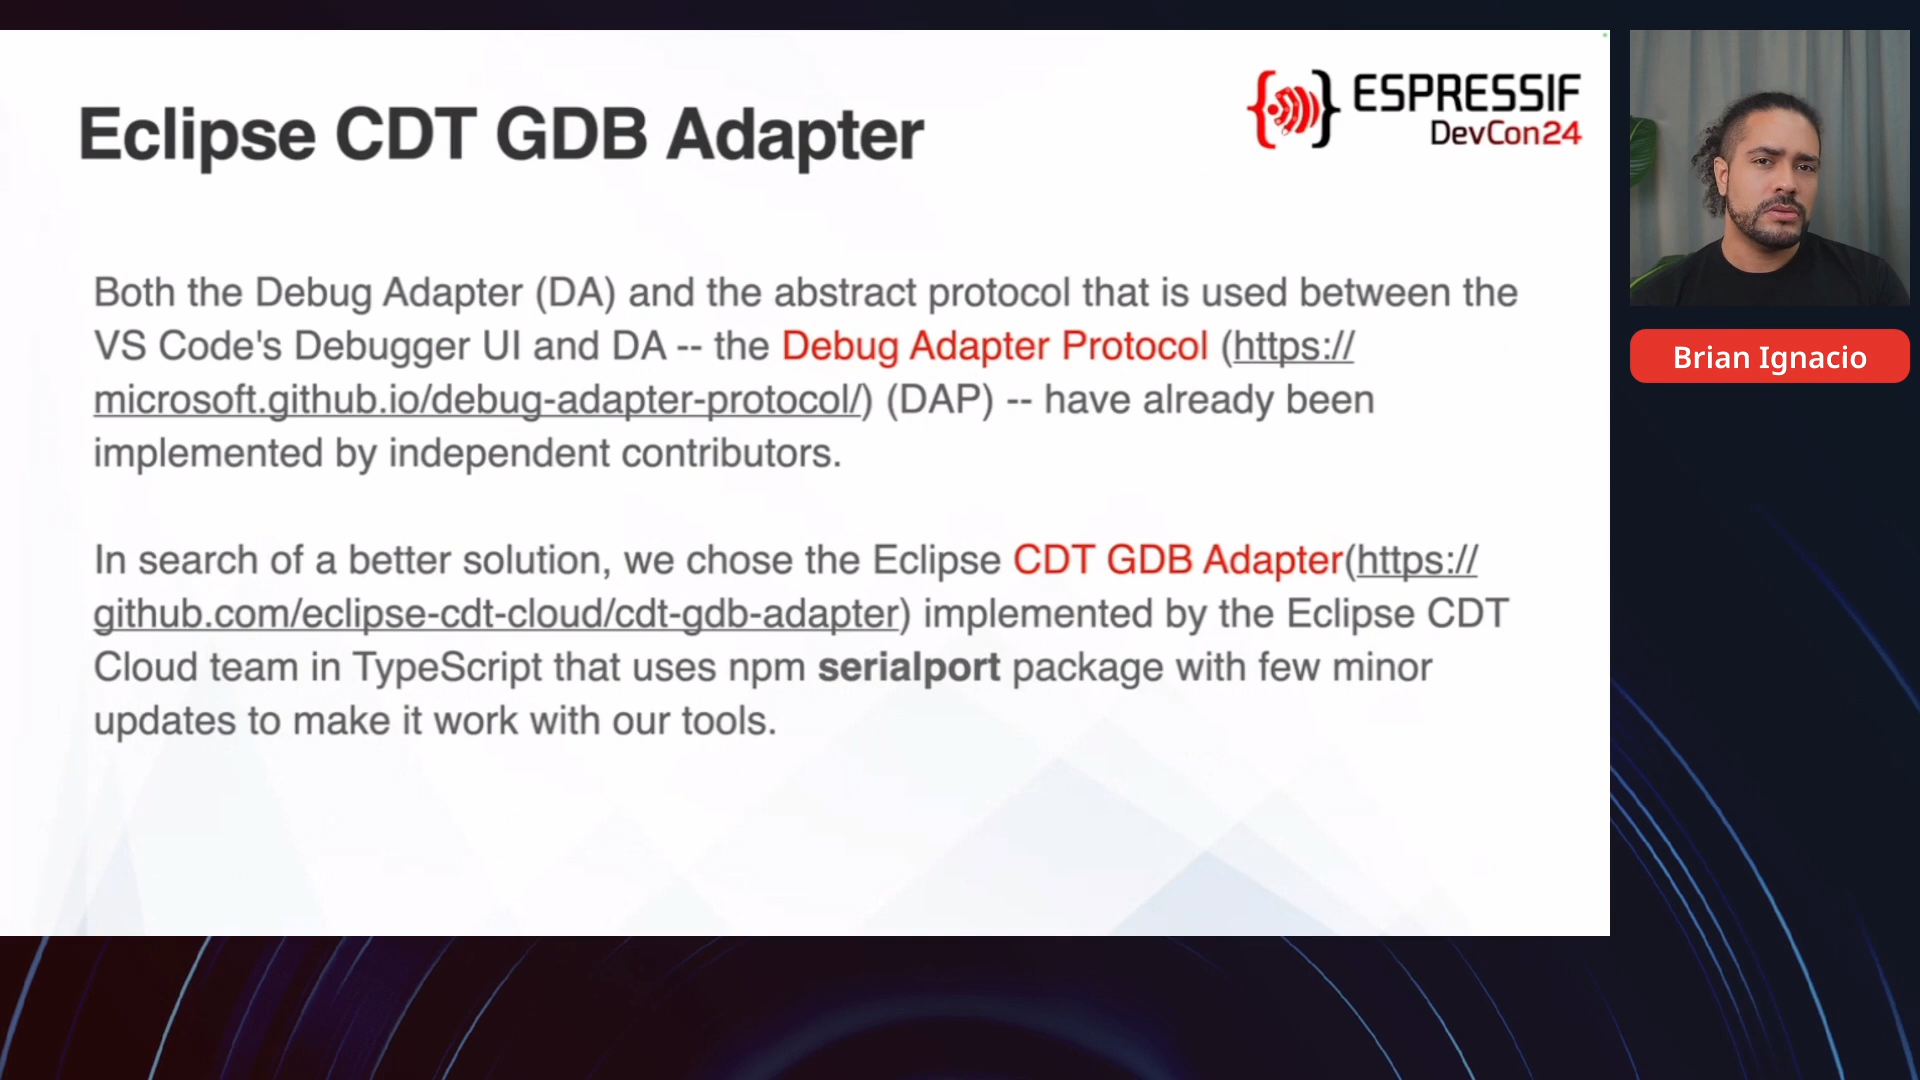 Eclipse CDT GDB Adapter
ESPRESSIF
DevCon24
Both the Debug Adapter (DA) and the abstract protocol that is used between the
VS Code's Debugger UI and DA -- the Debug Adapter Protocol (https://
microsoft.github.io/debug-adapter-protocol/) (DAP) -- have already been
implemented by independent contributors.
In search of a better solution, we chose the Eclipse CDT GDB Adapter(https://
github.com/eclipse-cdt-cloud/cdt-gdb-adapter) implemented by the Eclipse CDT
Cloud team in TypeScript that uses npm serialport package with few minor
updates to make it work with our tools.
Brian Ignacio